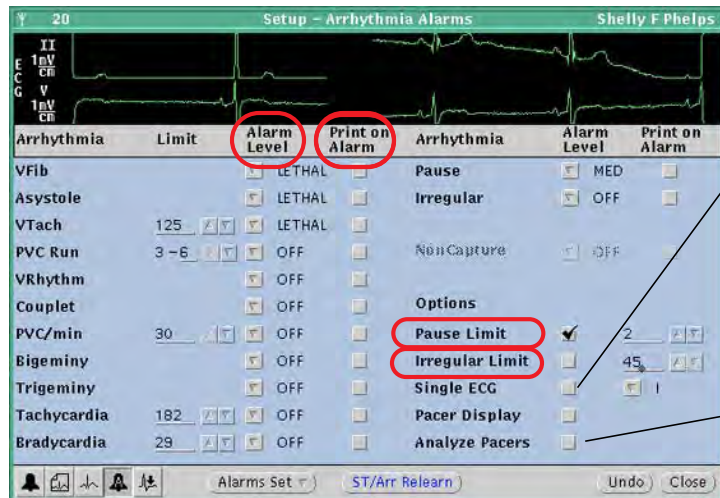 20 Setup – Arrhythmia Alarms Shelly F Phelps
II
1mV
cm
ECG
V
1mV
cm
Arrhythmia Limit Alarm Level Print on Alarm Arrhythmia Alarm Level Print on Alarm
VFib LETHAL Pause MED
Asystole LETHAL Irregular OFF
VTach 125 LETHAL
PVC Run 3-6 OFF NonCapture OFF
VRhythm OFF
Couplet OFF Options
PVC/min 30 OFF Pause Limit 2
Bigeminy OFF Irregular Limit 45
Trigeminy OFF Single ECG I
Tachycardia 182 OFF Pacer Display
Bradycardia 29 OFF Analyze Pacers
Alarms Set ST/Arr Relearn Undo Close